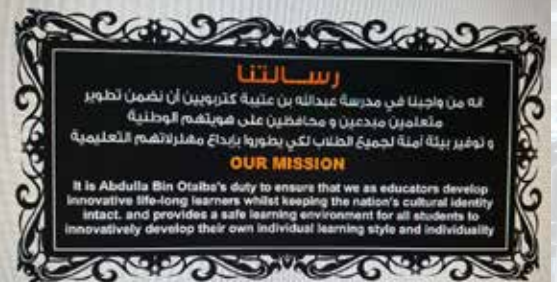 رســالتنا
انه من واجبنا في مدرسة عبدالله بن عتيبة كتربويين أن نضمن تطوير
متعلمين مبدعين و محافظين على هويتهم الوطنية
و توفير بيئة آمنة لجميع الطلاب لكي يطوروا بإبداع مهاراتهم التعليمية
OUR MISSION
It is Abdulla Bin Otaiba's duty to ensure that we as educators develop
innovative life-long learners whilst keeping the nation's cultural identity
intact. and provides a safe learning environment for all students to
innovatively develop their own individual learning style and individuality